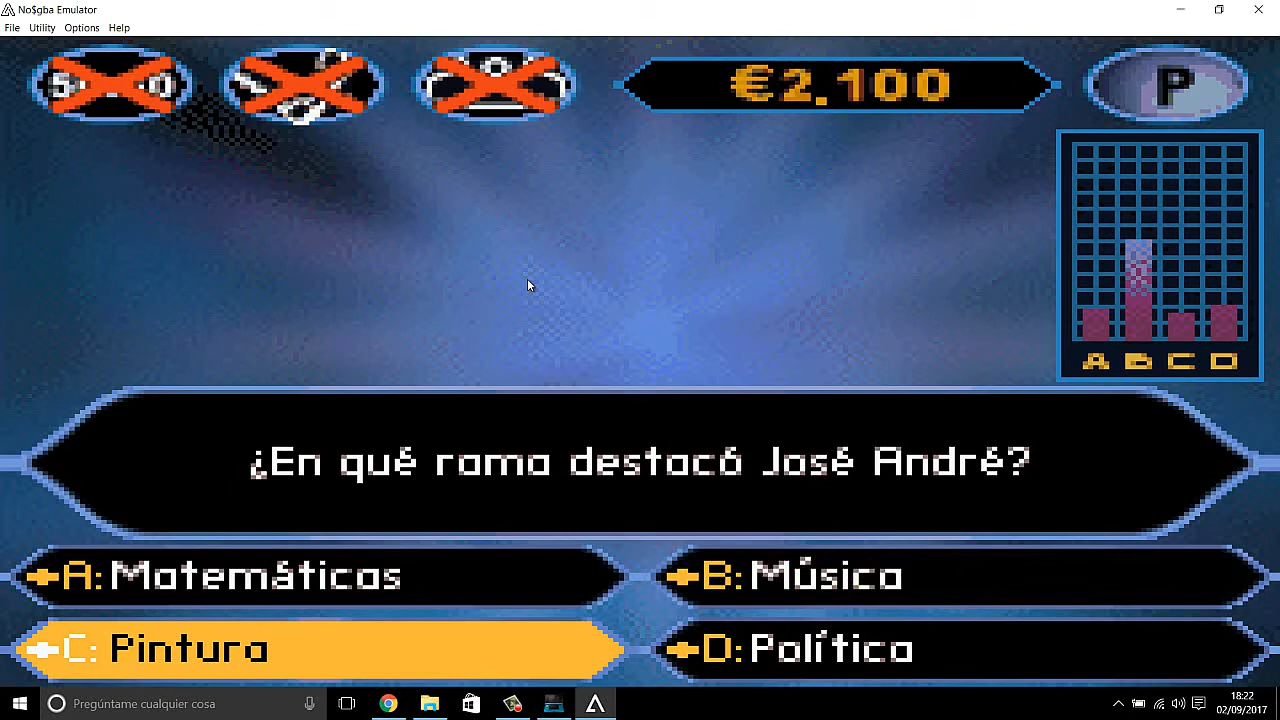 No$gba Emulator
File Utility Options Help
€2.100
P
A B C D
¿En qué rama destacó José André?
A: Matemáticas
B: Música
C: Pintura
D: Política
Pregúntame cualquier cosa
18:22
02/09/2017